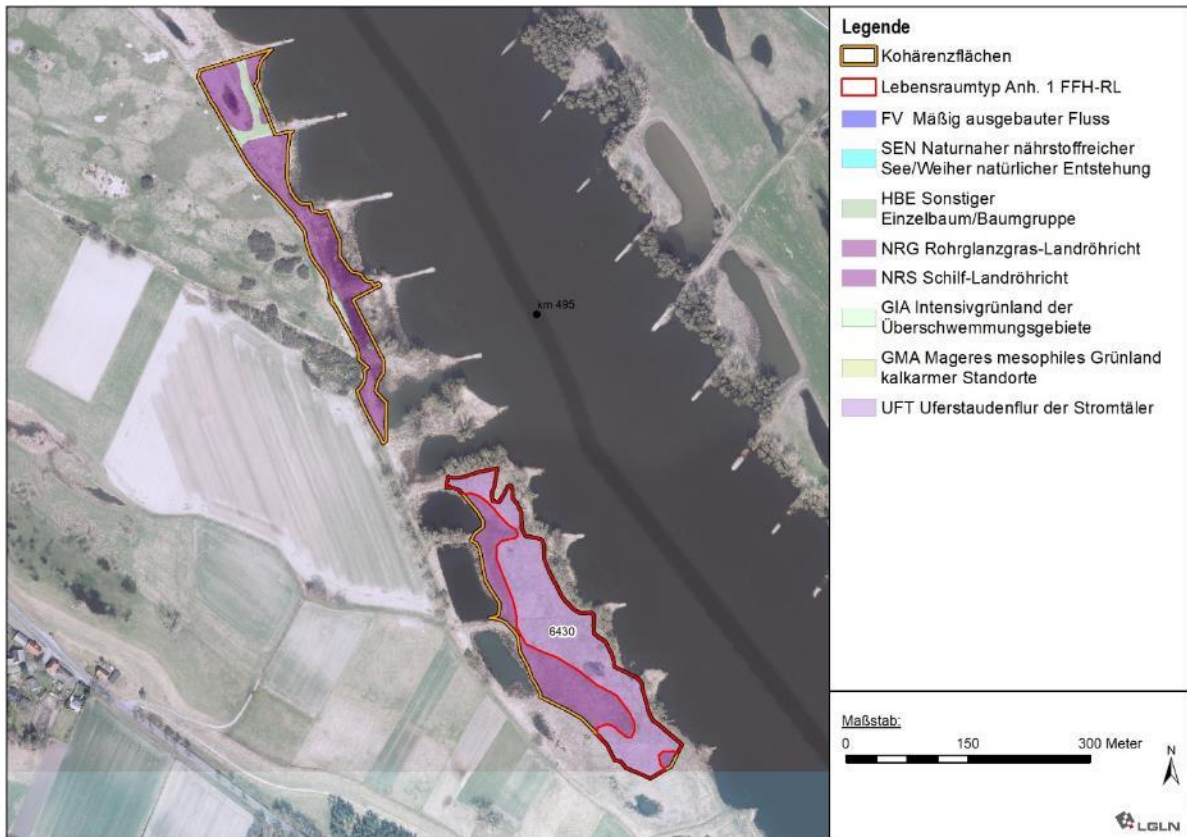 km 495
6430
Legende
Kohärenzflächen
Lebensraumtyp Anh. 1 FFH-RL
FV Mäßig ausgebauter Fluss
SEN Naturnaher nährstoffreicher
See/Weiher natürlicher Entstehung
HBE Sonstiger
Einzelbaum/Baumgruppe
NRG Rohrglanzgras-Landröhricht
NRS Schilf-Landröhricht
GIA Intensivgrünland der
Überschwemmungsgebiete
GMA Mageres mesophiles Grünland
kalkarmer Standorte
UFT Uferstaudenflur der Stromtäler
Maßstab:
0 150 300 Meter
N
LGLN